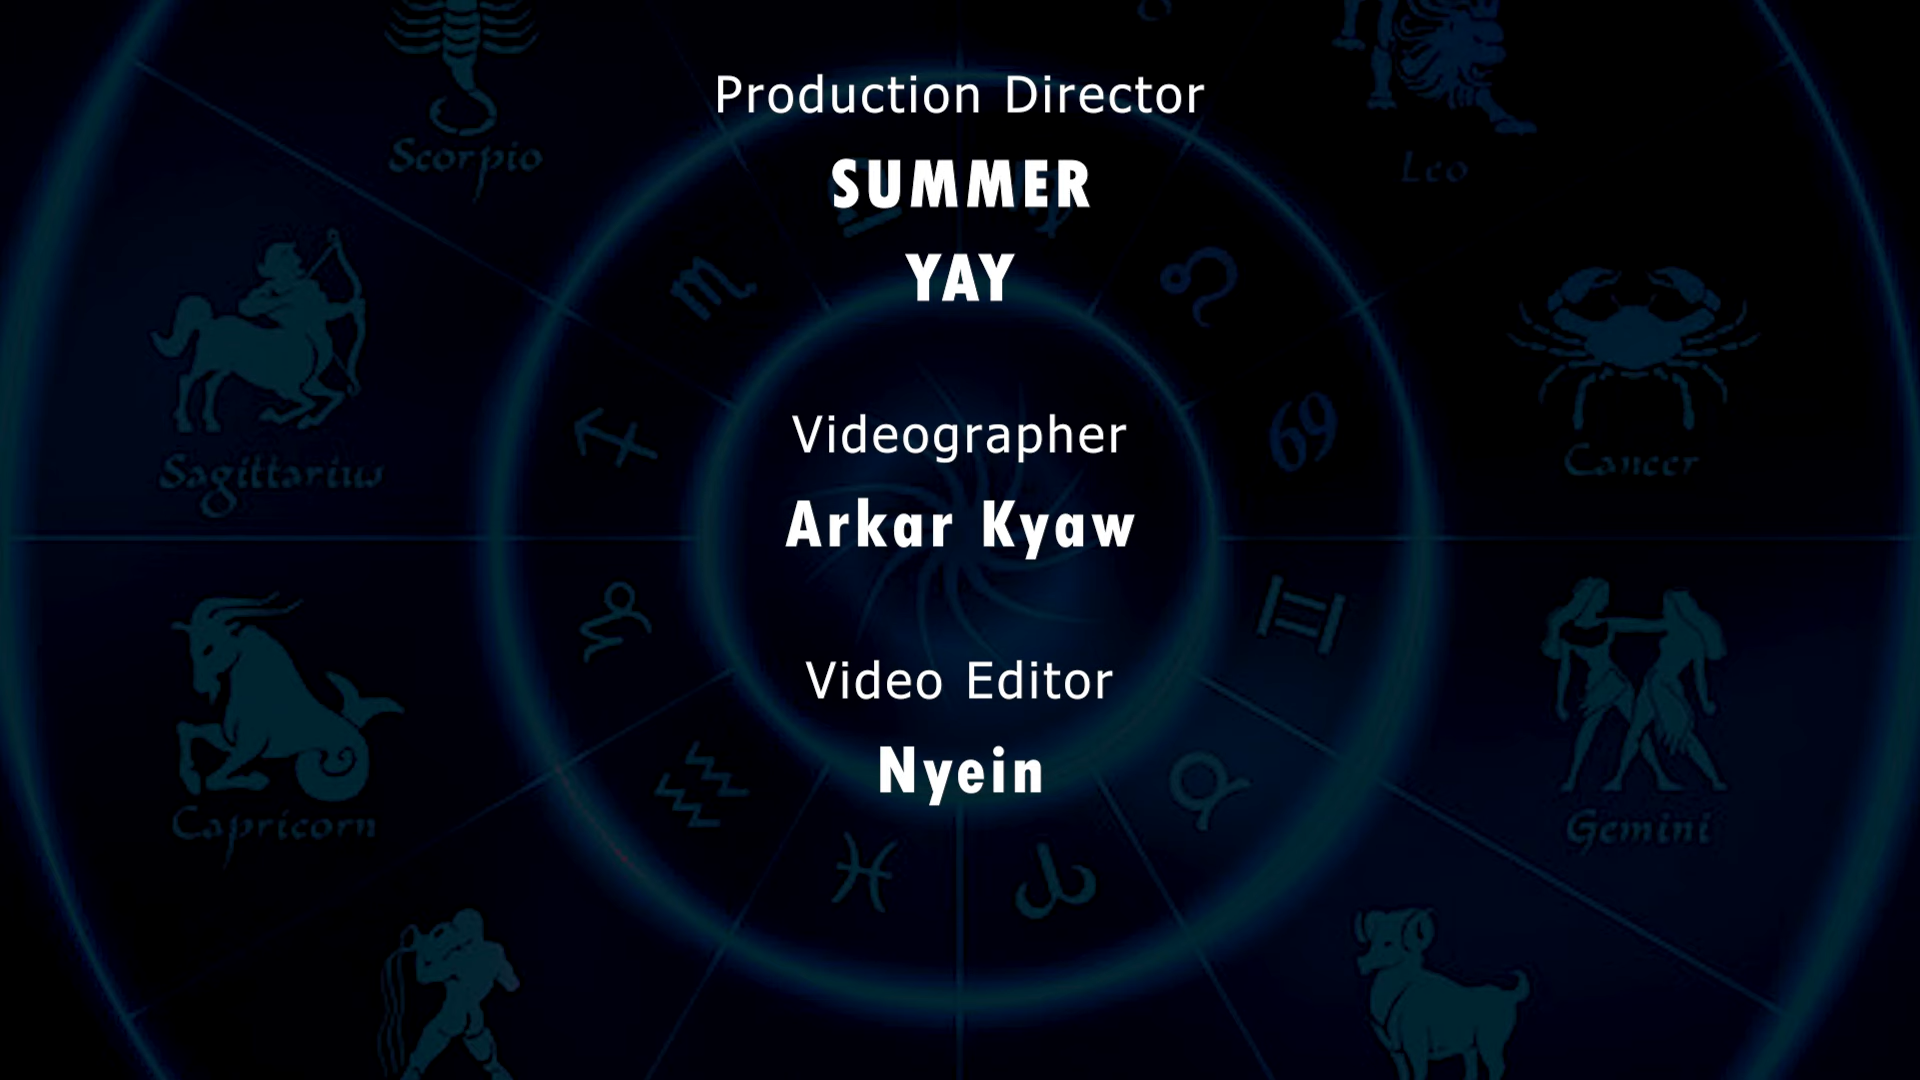 Production Director
SUMMER
YAY
Scorpio
Leo
Videographer
Arkar Kyaw
Sagittarius
Cancer
Video Editor
Nyein
Capricorn
Gemini